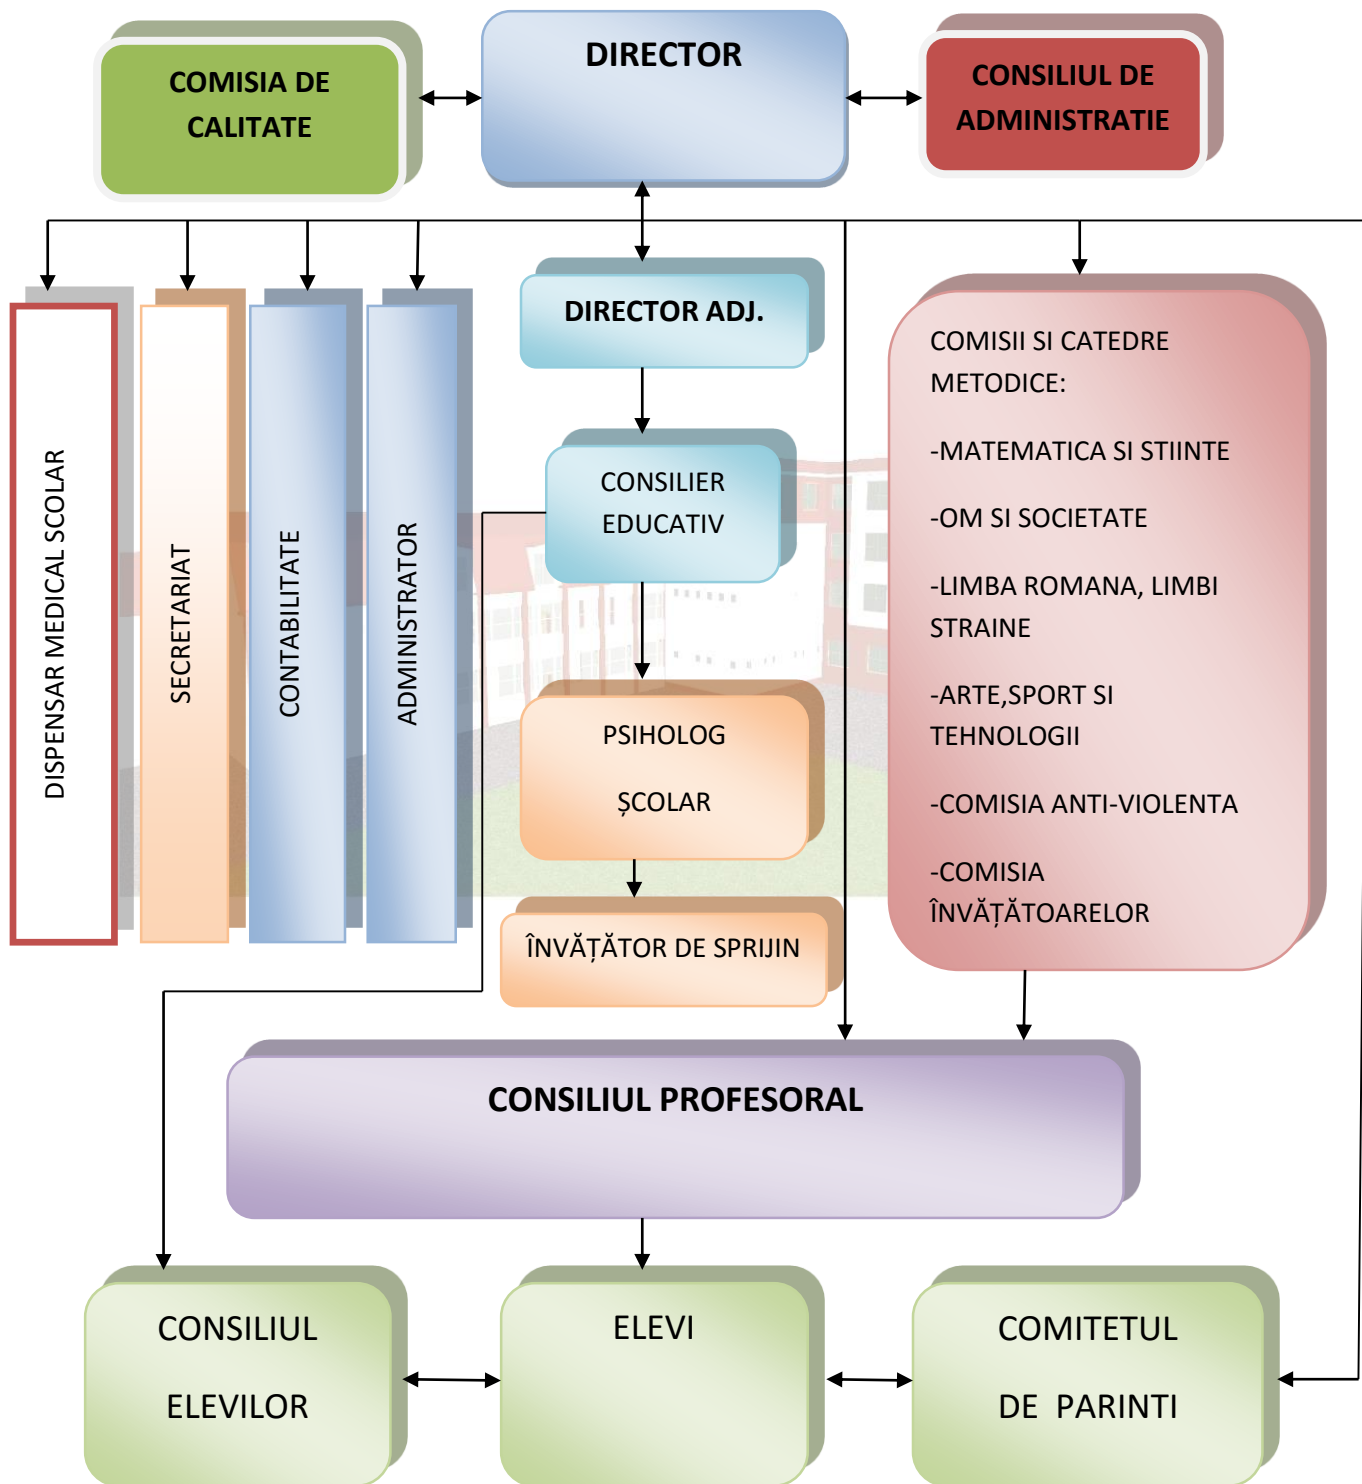 COMISIA DE
CALITATE
DIRECTOR
CONSILIUL DE
ADMINISTRATIE
DISPENSAR MEDICAL SCOLAR
SECRETARIAT
CONTABILITATE
ADMINISTRATOR
DIRECTOR ADJ.
CONSILIER
EDUCATIV
PSIHOLOG
ȘCOLAR
ÎNVĂȚĂTOR DE SPRIJIN
COMISII SI CATEDRE
METODICE:
-MATEMATICA SI STIINTE
-OM SI SOCIETATE
-LIMBA ROMANA, LIMBI
STRAINE
-ARTE,SPORT SI
TEHNOLOGII
-COMISIA ANTI-VIOLENTA
-COMISIA
ÎNVĂȚĂTOARELOR
CONSILIUL PROFESORAL
CONSILIUL
ELEVILOR
ELEVI
COMITETUL
DE PARINTI